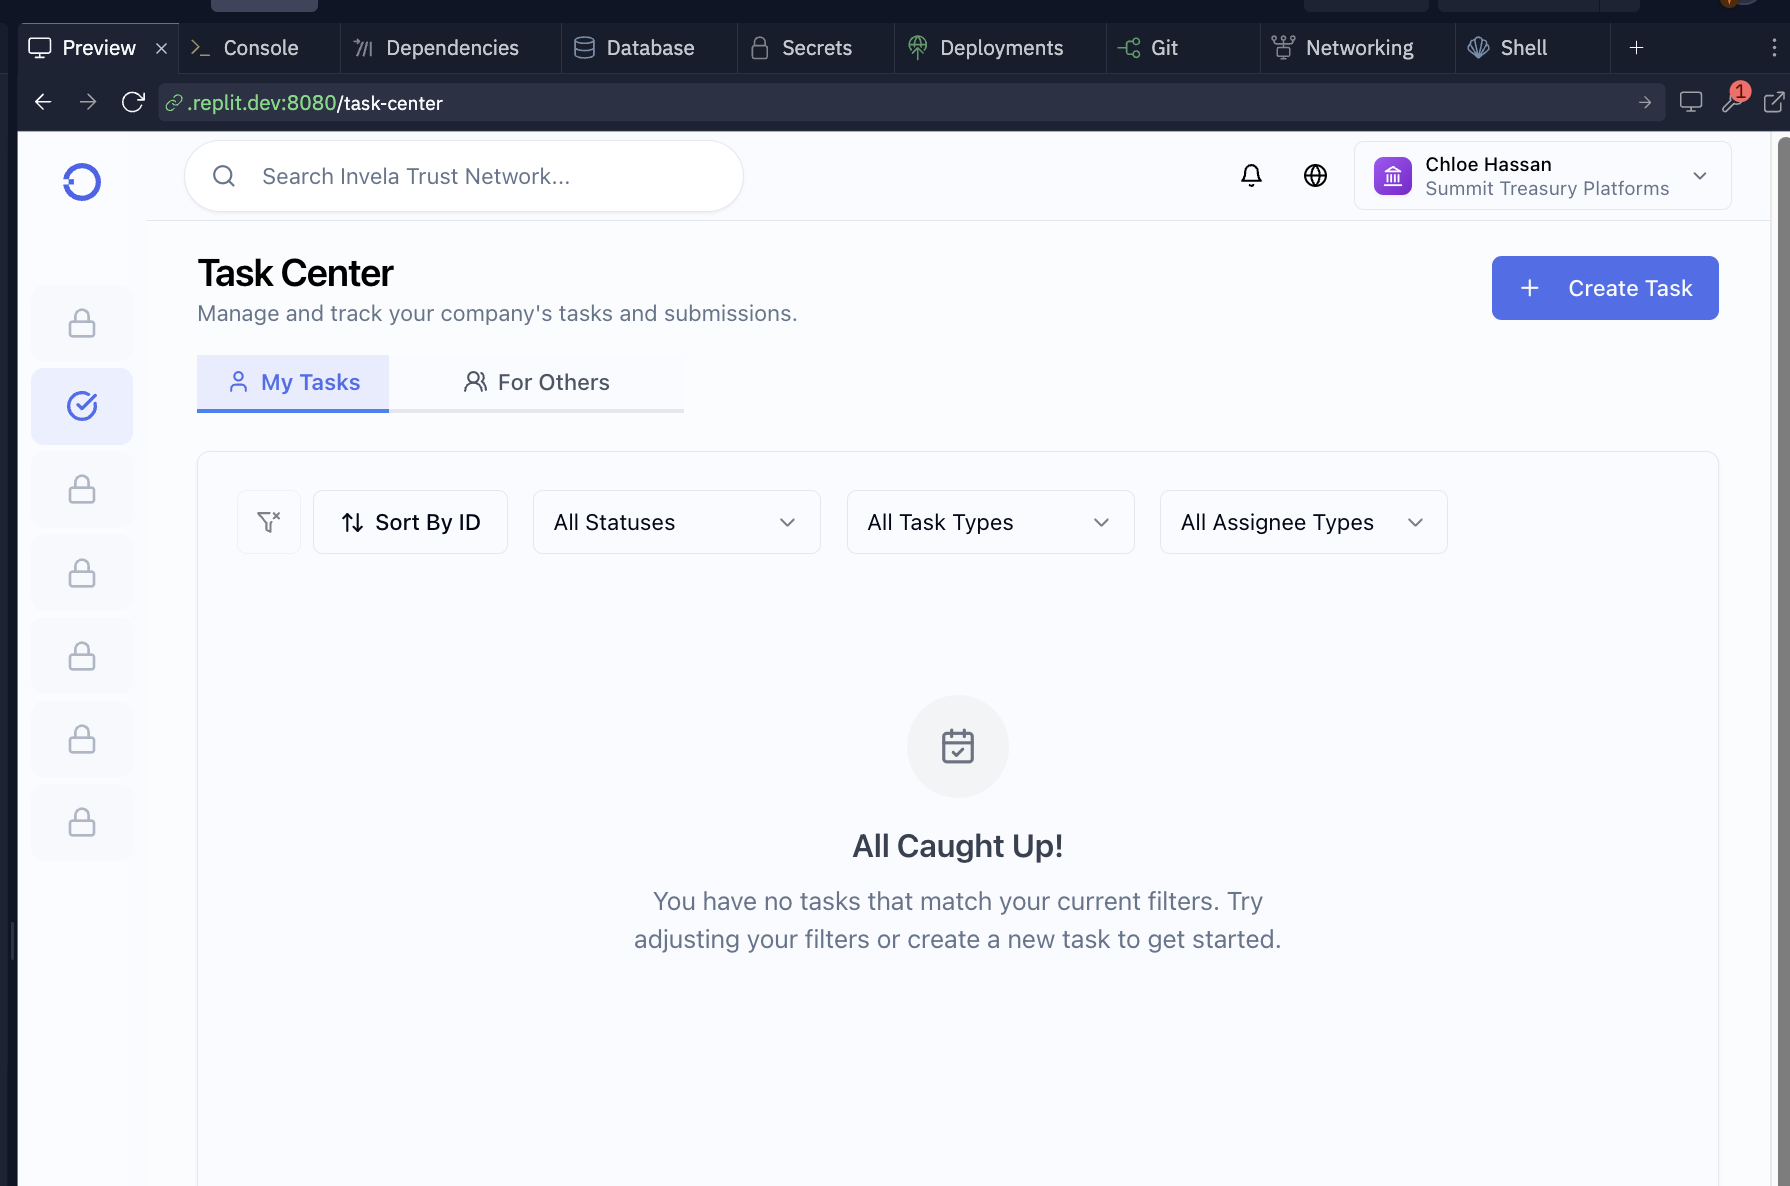 Preview
Console
Dependencies
Database
Secrets
Deployments
Git
Networking
Shell
.replit.dev:8080/task-center
1
Search Invela Trust Network...
Chloe Hassan
Summit Treasury Platforms
Task Center
Manage and track your company's tasks and submissions.
Create Task
My Tasks
For Others
Sort By ID
All Statuses
All Task Types
All Assignee Types
All Caught Up!
You have no tasks that match your current filters. Try
adjusting your filters or create a new task to get started.